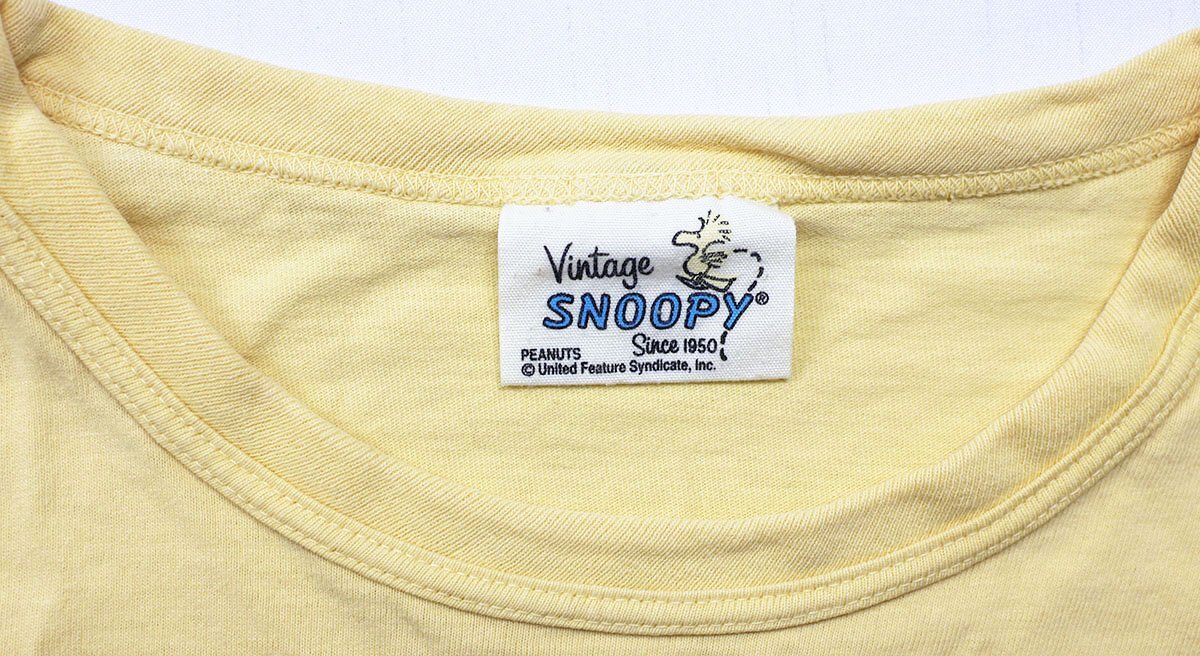 Vintage
SNOOPY®
Since 1950
PEANUTS
© United Feature Syndicate, Inc.